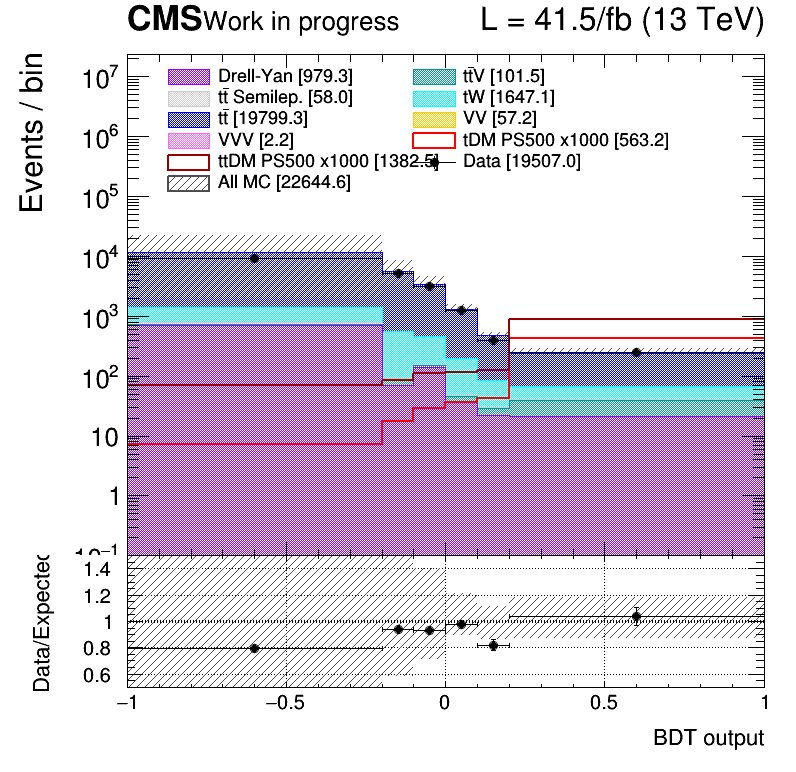 CMS Work in progress L = 41.5/fb (13 TeV)
Events / bin
10⁷
10⁶
10⁵
10⁴
10³
10²
10
1
10⁻¹
Drell-Yan [979.3] tt̄V [101.5]
tt̄ Semilep. [58.0] tW [1647.1]
tt̄ [19799.3] VV [57.2]
VVV [2.2] tDM PS500 x1000 [563.2]
ttDM PS500 x1000 [1382.5] Data [19507.0]
All MC [22644.6]
Data/Expected
1.4
1.2
1
0.8
0.6
−1 −0.5 0 0.5 1
BDT output